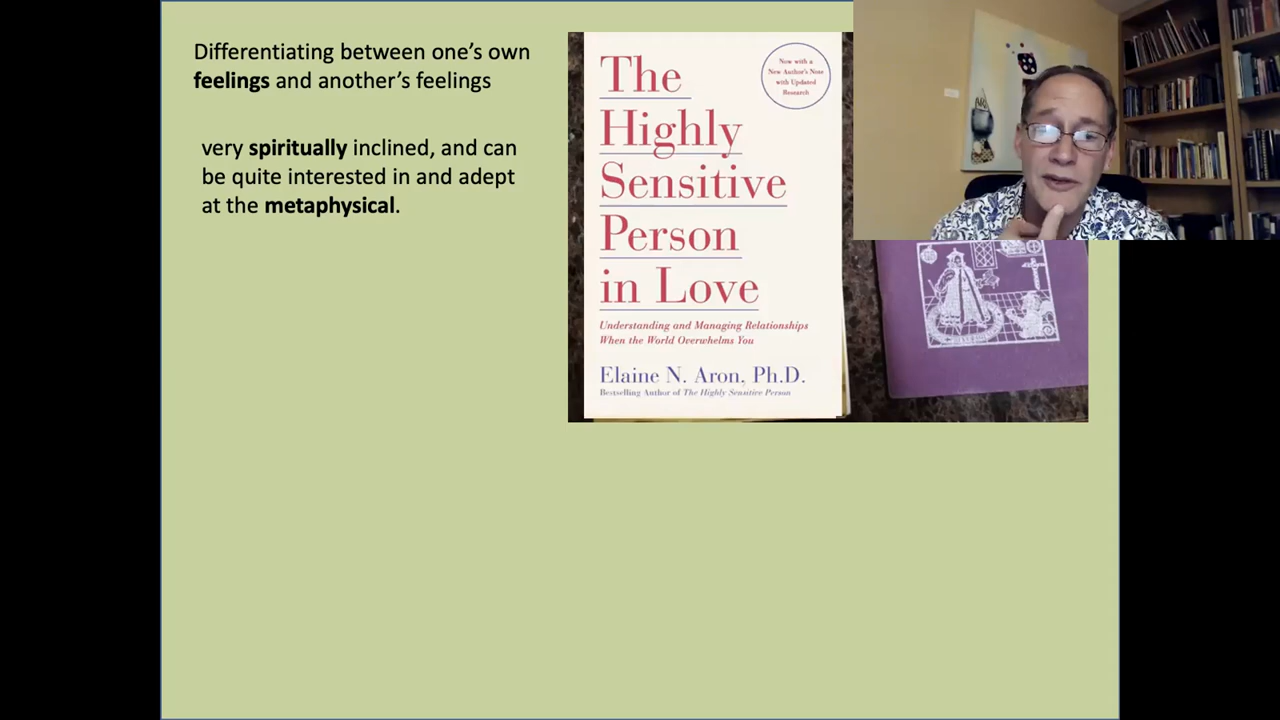 Differentiating between one's own
feelings and another's feelings
very spiritually inclined, and can
be quite interested in and adept
at the metaphysical.
The
Highly
Sensitive
Person
in Love
Now with a
New Author's Note
with Updated
Research
Understanding and Managing Relationships
When the World Overwhelms You
Elaine N. Aron, Ph.D.
Bestselling Author of The Highly Sensitive Person